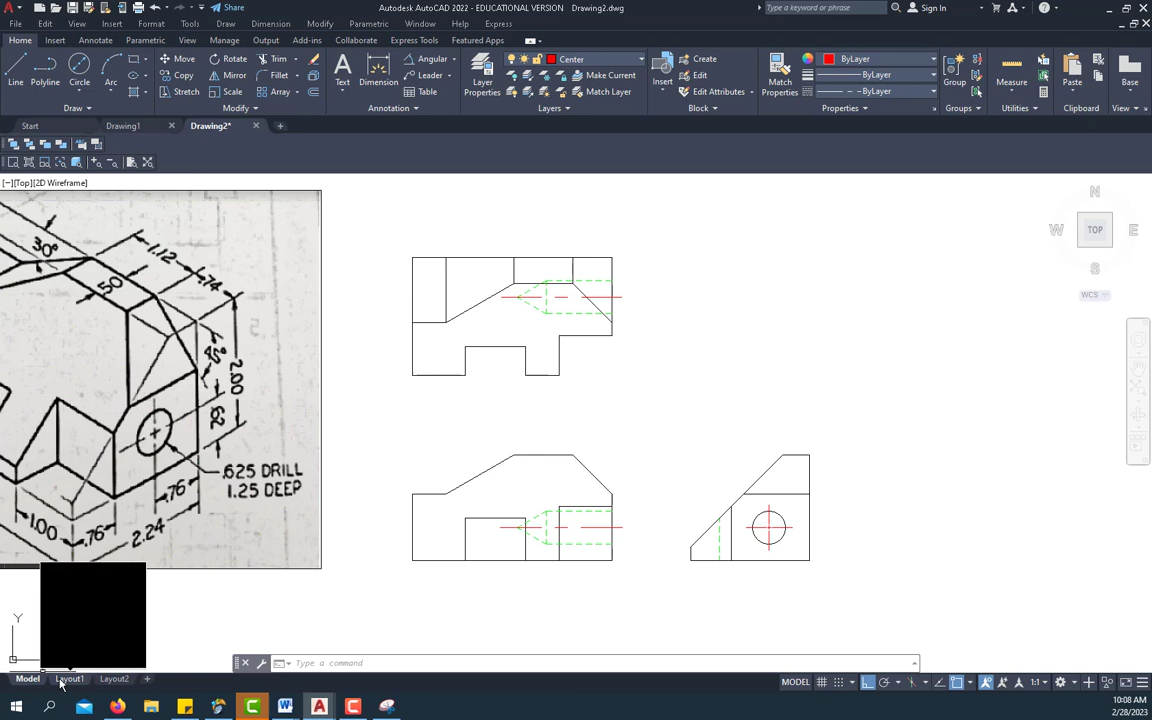 Share
Autodesk AutoCAD 2022 - EDUCATIONAL VERSION Drawing2.dwg
Type a keyword or phrase
Sign In
File Edit View Insert Format Tools Draw Dimension Modify Parametric Window Help Express
Home Insert Annotate Parametric View Manage Output Add-ins Collaborate Express Tools Featured Apps
Line Polyline Circle Arc
Move Rotate Trim
Copy Mirror Fillet
Stretch Scale Array
Text Dimension
Angular
Leader
Table
Layer Properties
Center
Make Current
Match Layer
Insert
Create
Edit
Edit Attributes
Match Properties
ByLayer
ByLayer
ByLayer
Group
Measure
Paste
Base
Draw Modify Annotation Layers Block Properties Groups Utilities Clipboard View
Start Drawing1 Drawing2*
[−][Top][2D Wireframe]
N
W TOP E
S
WCS
30°
.50
1.12
.74
45°
2.00
.62
.625 DRILL
1.25 DEEP
.76
1.00
.76
2.24
Y
Type a command
Model Layout1 Layout2 +
MODEL
1:1
10:08 AM
2/28/2023